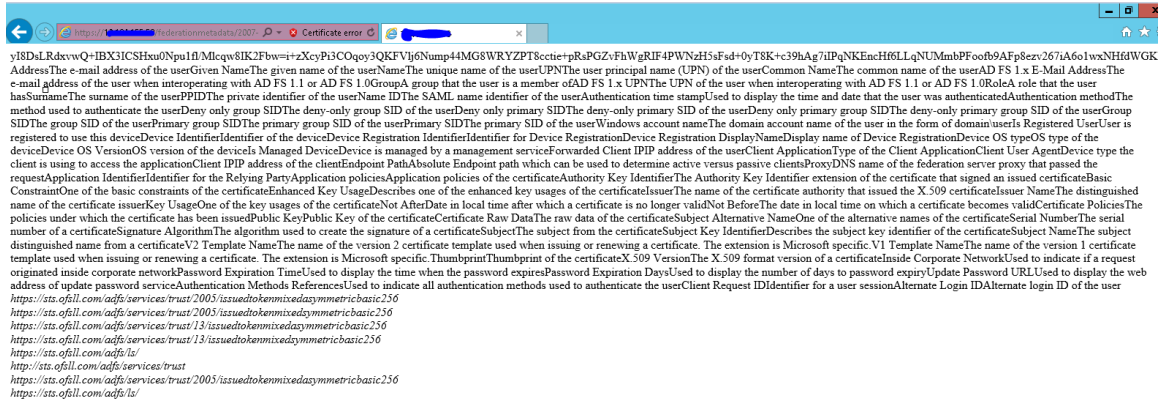 https:// /federationmetadata/2007- Certificate error
yI8DsLRdxvwQ+IBX3ICSHxu0Npu1fl/Mlcqw8IK2Fbw=i+zXcyPi3COqoy3QKFVlj6Nump44MG8WRYZPT8cctie+pRsPGZvFhWgRIF4PWNzH5sFsd+0yT8K+c39hAg7iIPqNKEncHf6LLqNUMmbPFoofb9AFp8ezv267iA6o1wxNHfdWGK
AddressThe e-mail address of the userGiven NameThe given name of the userNameThe unique name of the userUPNThe user principal name (UPN) of the userCommon NameThe common name of the userAD FS 1.x E-Mail AddressThe
e-mail address of the user when interoperating with AD FS 1.1 or AD FS 1.0GroupA group that the user is a member ofAD FS 1.x UPNThe UPN of the user when interoperating with AD FS 1.1 or AD FS 1.0RoleA role that the user
hasSurnameThe surname of the userPPIDThe private identifier of the userName IDThe SAML name identifier of the userAuthentication time stampUsed to display the time and date that the user was authenticatedAuthentication methodThe
method used to authenticate the userDeny only group SIDThe deny-only group SID of the userDeny only primary SIDThe deny-only primary SID of the userDeny only primary group SIDThe deny-only primary group SID of the userGroup
SIDThe group SID of the userPrimary group SIDThe primary group SID of the userPrimary SIDThe primary SID of the userWindows account nameThe domain account name of the user in the form of domain\userIs Registered UserUser is
registered to use this deviceDevice IdentifierIdentifier of the deviceDevice Registration IdentifierIdentifier for Device RegistrationDevice Registration DisplayNameDisplay name of Device RegistrationDevice OS typeOS type of the
deviceDevice OS VersionOS version of the deviceIs Managed DeviceDevice is managed by a management serviceForwarded Client IPIP address of the userClient ApplicationType of the Client ApplicationClient User AgentDevice type the
client is using to access the applicationClient IPIP address of the clientEndpoint PathAbsolute Endpoint path which can be used to determine active versus passive clientsProxyDNS name of the federation server proxy that passed the
requestApplication IdentifierIdentifier for the Relying PartyApplication policiesApplication policies of the certificateAuthority Key IdentifierThe Authority Key Identifier extension of the certificate that signed an issued certificateBasic
ConstraintOne of the basic constraints of the certificateEnhanced Key UsageDescribes one of the enhanced key usages of the certificateIssuerThe name of the certificate authority that issued the X.509 certificateIssuer NameThe distinguished
name of the certificate issuerKey UsageOne of the key usages of the certificateNot AfterDate in local time after which a certificate is no longer validNot BeforeThe date in local time on which a certificate becomes validCertificate PoliciesThe
policies under which the certificate has been issuedPublic KeyPublic Key of the certificateCertificate Raw DataThe raw data of the certificateSubject Alternative NameOne of the alternative names of the certificateSerial NumberThe serial
number of a certificateSignature AlgorithmThe algorithm used to create the signature of a certificateSubjectThe subject from the certificateSubject Key IdentifierDescribes the subject key identifier of the certificateSubject NameThe subject
distinguished name from a certificateV2 Template NameThe name of the version 2 certificate template used when issuing or renewing a certificate. The extension is Microsoft specific.V1 Template NameThe name of the version 1 certificate
template used when issuing or renewing a certificate. The extension is Microsoft specific.ThumbprintThumbprint of the certificateX.509 VersionThe X.509 format version of a certificateInside Corporate NetworkUsed to indicate if a request
originated inside corporate networkPassword Expiration TimeUsed to display the time when the password expiresPassword Expiration DaysUsed to display the number of days to password expiryUpdate Password URLUsed to display the web
address of update password serviceAuthentication Methods ReferencesUsed to indicate all authentication methods used to authenticate the userClient Request IDIdentifier for a user sessionAlternate Login IDAlternate login ID of the user
https://sts.ofsll.com/adfs/services/trust/2005/issuedtokenmixedasymmetricbasic256
https://sts.ofsll.com/adfs/services/trust/2005/issuedtokenmixedsymmetricbasic256
https://sts.ofsll.com/adfs/services/trust/13/issuedtokenmixedasymmetricbasic256
https://sts.ofsll.com/adfs/services/trust/13/issuedtokenmixedsymmetricbasic256
https://sts.ofsll.com/adfs/ls/
http://sts.ofsll.com/adfs/services/trust
https://sts.ofsll.com/adfs/services/trust/2005/issuedtokenmixedasymmetricbasic256
https://sts.ofsll.com/adfs/ls/